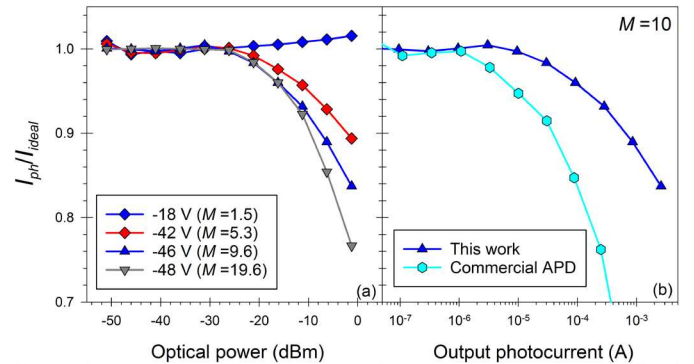 I_ph/I_ideal
1.0
0.9
0.8
0.7
-50 -40 -30 -20 -10 0
Optical power (dBm)
-18 V (M =1.5)
-42 V (M =5.3)
-46 V (M =9.6)
-48 V (M =19.6)
(a)
M =10
This work
Commercial APD
(b)
10⁻⁷ 10⁻⁶ 10⁻⁵ 10⁻⁴ 10⁻³
Output photocurrent (A)